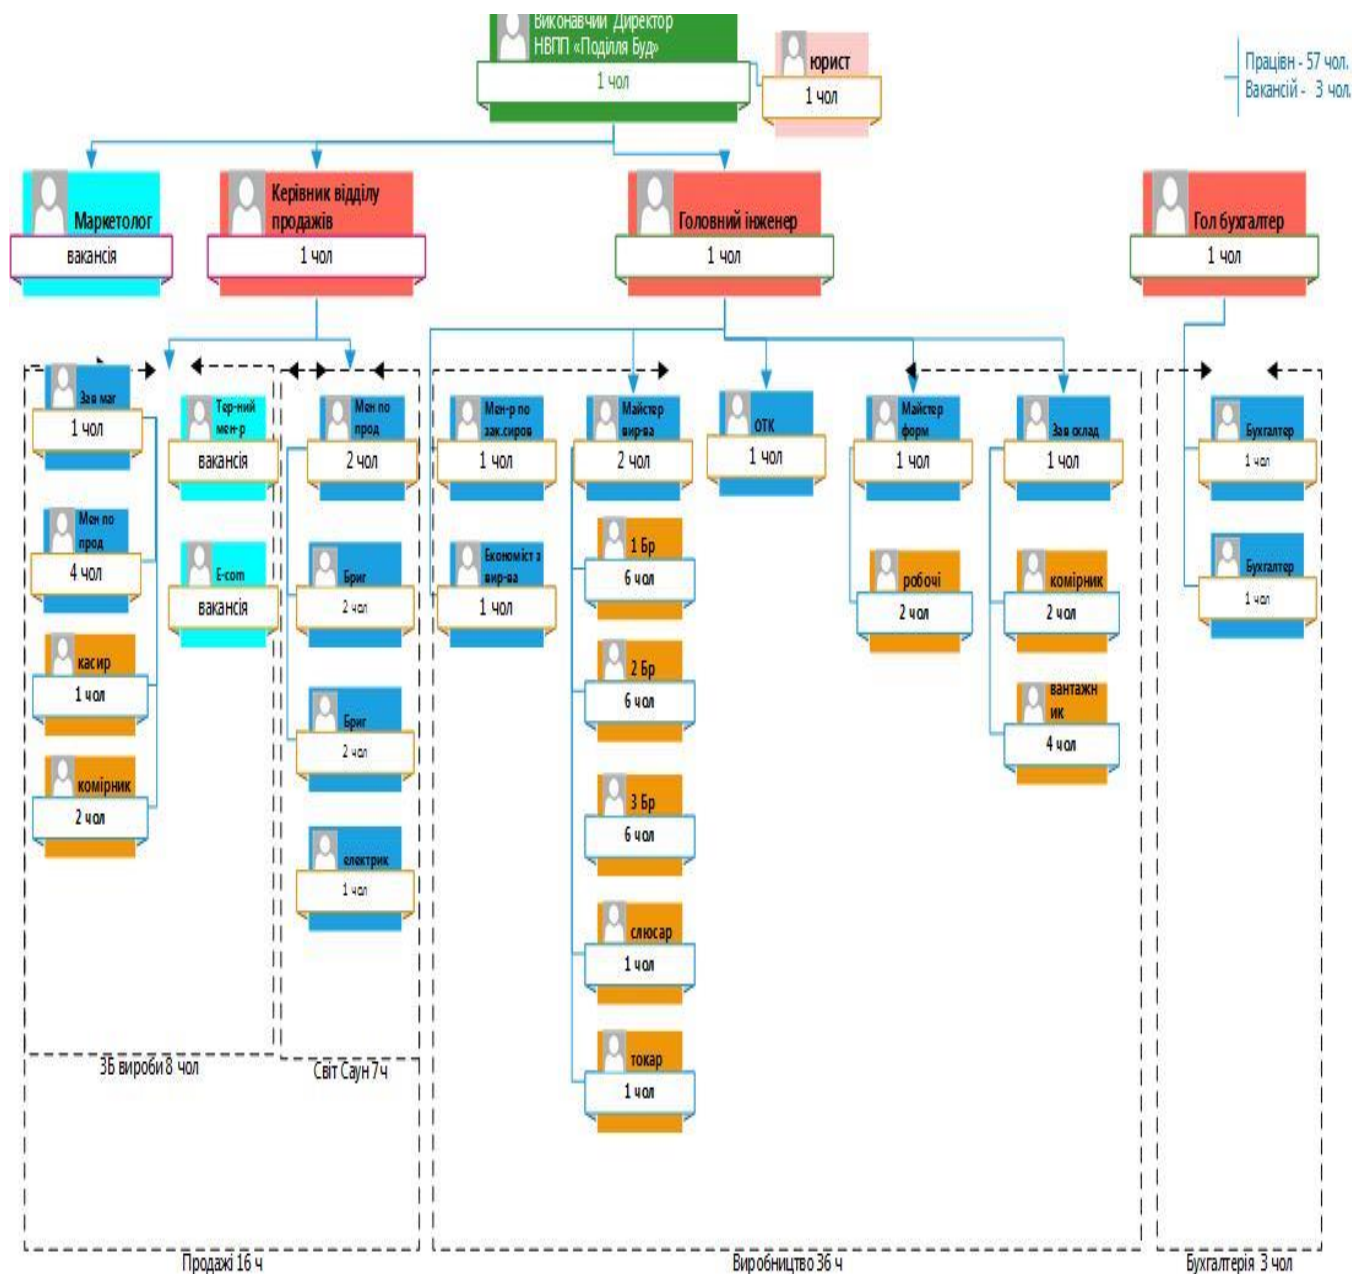 Виконавчий Директор
НВПП «Поділля Буд»
1 чол
юрист
1 чол
Працівн - 57 чол.
Вакансій - 3 чол.
Маркетолог
вакансія
Керівник відділу
продажів
1 чол
Головний інженер
1 чол
Гол бухгалтер
1 чол
Зав маг
1 чол
Мен по
прод
4 чол
касир
1 чол
комірник
2 чол
Тер-ний
мен-р
вакансія
E-com
вакансія
Мен по
прод
2 чол
Бриг
2 чол
Бриг
2 чол
електрик
1 чол
Мен-р по
зак.сиров
1 чол
Економіст з
вир-ва
1 чол
Майстер
вир-ва
2 чол
1 Бр
6 чол
2 Бр
6 чол
3 Бр
6 чол
слюсар
1 чол
токар
1 чол
ОТК
1 чол
Майстер
форм
1 чол
робочі
2 чол
Зав склад
1 чол
комірник
2 чол
вантажн
ик
4 чол
Бухгалтер
1 чол
Бухгалтер
1 чол
ЗБ вироби 8 чол
Світ Саун 7 ч
Продажі 16 ч
Виробництво 36 ч
Бухгалтерія 3 чол